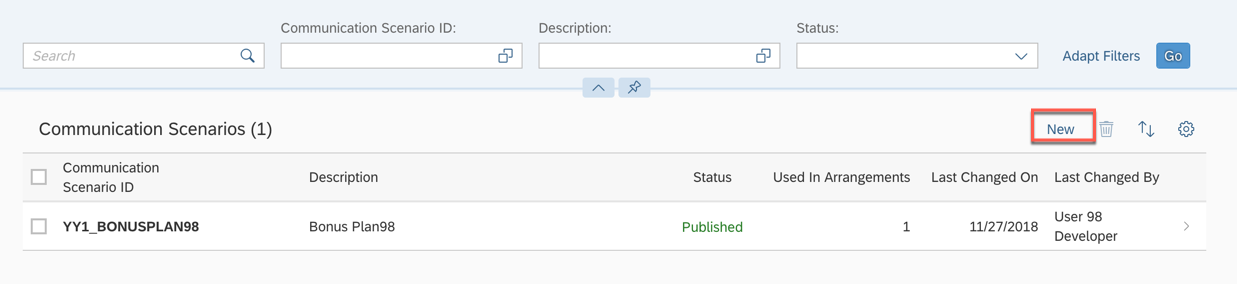 Communication Scenario ID:
Description:
Status:
Search
Adapt Filters
Go
Communication Scenarios (1)
New
Communication
Scenario ID
Description
Status
Used In Arrangements
Last Changed On
Last Changed By
YY1_BONUSPLAN98
Bonus Plan98
Published
1
11/27/2018
User 98
Developer